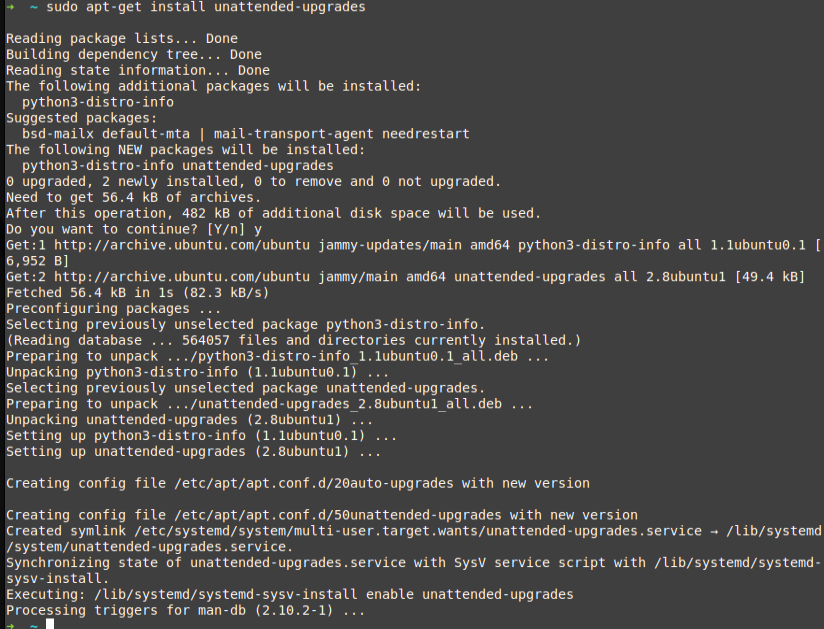 → ~ sudo apt-get install unattended-upgrades
Reading package lists... Done
Building dependency tree... Done
Reading state information... Done
The following additional packages will be installed:
  python3-distro-info
Suggested packages:
  bsd-mailx default-mta | mail-transport-agent needrestart
The following NEW packages will be installed:
  python3-distro-info unattended-upgrades
0 upgraded, 2 newly installed, 0 to remove and 0 not upgraded.
Need to get 56.4 kB of archives.
After this operation, 482 kB of additional disk space will be used.
Do you want to continue? [Y/n] y
Get:1 http://archive.ubuntu.com/ubuntu jammy-updates/main amd64 python3-distro-info all 1.1ubuntu0.1 [
6,952 B]
Get:2 http://archive.ubuntu.com/ubuntu jammy/main amd64 unattended-upgrades all 2.8ubuntu1 [49.4 kB]
Fetched 56.4 kB in 1s (82.3 kB/s)
Preconfiguring packages ...
Selecting previously unselected package python3-distro-info.
(Reading database ... 564057 files and directories currently installed.)
Preparing to unpack .../python3-distro-info_1.1ubuntu0.1_all.deb ...
Unpacking python3-distro-info (1.1ubuntu0.1) ...
Selecting previously unselected package unattended-upgrades.
Preparing to unpack .../unattended-upgrades_2.8ubuntu1_all.deb ...
Unpacking unattended-upgrades (2.8ubuntu1) ...
Setting up python3-distro-info (1.1ubuntu0.1) ...
Setting up unattended-upgrades (2.8ubuntu1) ...
Creating config file /etc/apt/apt.conf.d/20auto-upgrades with new version
Creating config file /etc/apt/apt.conf.d/50unattended-upgrades with new version
Created symlink /etc/systemd/system/multi-user.target.wants/unattended-upgrades.service → /lib/systemd
/system/unattended-upgrades.service.
Synchronizing state of unattended-upgrades.service with SysV service script with /lib/systemd/systemd-
sysv-install.
Executing: /lib/systemd/systemd-sysv-install enable unattended-upgrades
Processing triggers for man-db (2.10.2-1) ...
→ ~